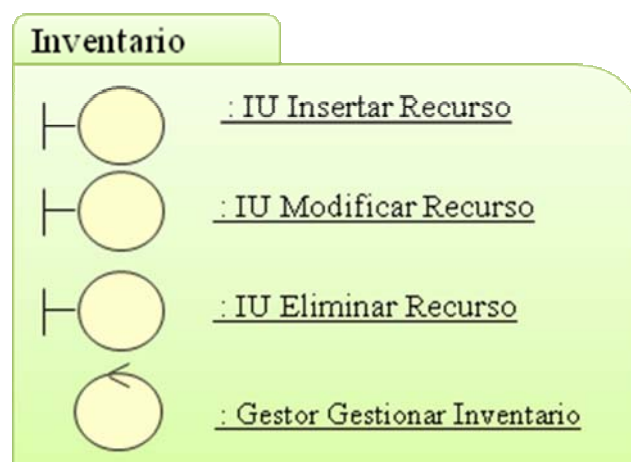 Inventario
: IU Insertar Recurso
: IU Modificar Recurso
: IU Eliminar Recurso
: Gestor Gestionar Inventario